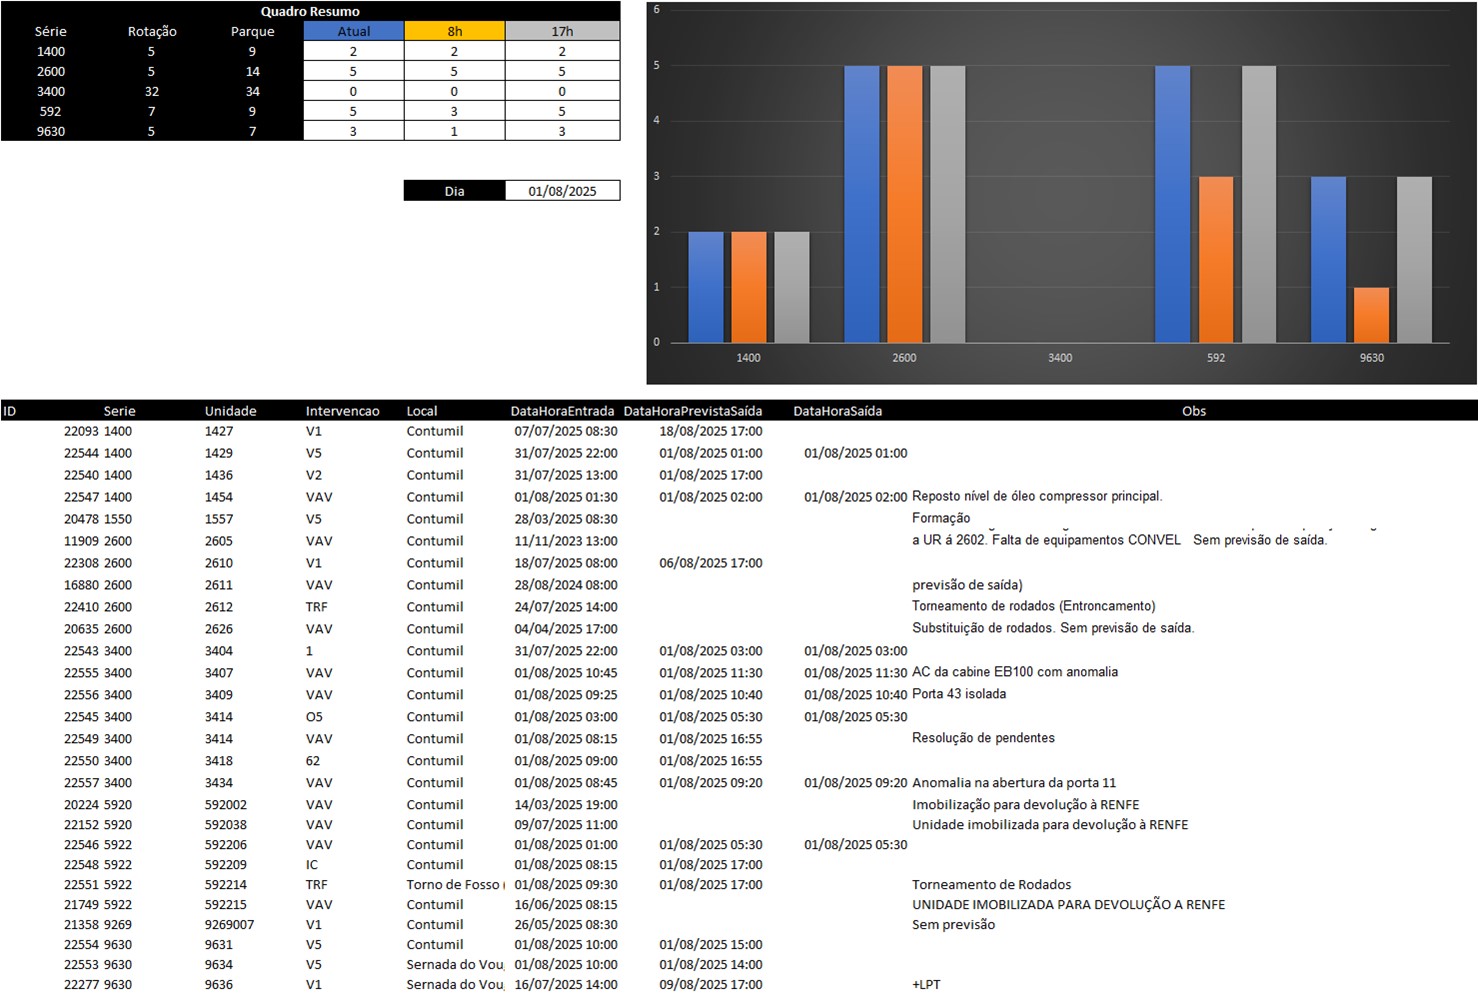 Quadro Resumo
Série Rotação Parque Atual 8h 17h
1400 5 9 2 2 2
2600 5 14 5 5 5
3400 32 34 0 0 0
592 7 9 5 3 5
9630 5 7 3 1 3
Dia 01/08/2025
6
5
4
3
2
1
0
1400 2600 3400 592 9630
ID Serie Unidade Intervencao Local DataHoraEntrada DataHoraPrevistaSaída DataHoraSaída Obs
22093 1400 1427 V1 Contumil 07/07/2025 08:30 18/08/2025 17:00
22544 1400 1429 V5 Contumil 31/07/2025 22:00 01/08/2025 01:00 01/08/2025 01:00
22540 1400 1436 V2 Contumil 31/07/2025 13:00 01/08/2025 17:00
22547 1400 1454 VAV Contumil 01/08/2025 01:30 01/08/2025 02:00 01/08/2025 02:00 Reposto nível de óleo compressor principal.
20478 1550 1557 V5 Contumil 28/03/2025 08:30 Formação
11909 2600 2605 VAV Contumil 11/11/2023 13:00 a UR á 2602. Falta de equipamentos CONVEL Sem previsão de saída.
22308 2600 2610 V1 Contumil 18/07/2025 08:00 06/08/2025 17:00
16880 2600 2611 VAV Contumil 28/08/2024 08:00 previsão de saída)
22410 2600 2612 TRF Contumil 24/07/2025 14:00 Torneamento de rodados (Entroncamento)
20635 2600 2626 VAV Contumil 04/04/2025 17:00 Substituição de rodados. Sem previsão de saída.
22543 3400 3404 1 Contumil 31/07/2025 22:00 01/08/2025 03:00 01/08/2025 03:00
22555 3400 3407 VAV Contumil 01/08/2025 10:45 01/08/2025 11:30 01/08/2025 11:30 AC da cabine EB100 com anomalia
22556 3400 3409 VAV Contumil 01/08/2025 09:25 01/08/2025 10:40 01/08/2025 10:40 Porta 43 isolada
22545 3400 3414 O5 Contumil 01/08/2025 03:00 01/08/2025 05:30 01/08/2025 05:30
22549 3400 3414 VAV Contumil 01/08/2025 08:15 01/08/2025 16:55 Resolução de pendentes
22550 3400 3418 62 Contumil 01/08/2025 09:00 01/08/2025 16:55
22557 3400 3434 VAV Contumil 01/08/2025 08:45 01/08/2025 09:20 01/08/2025 09:20 Anomalia na abertura da porta 11
20224 5920 592002 VAV Contumil 14/03/2025 19:00 Imobilização para devolução à RENFE
22152 5920 592038 VAV Contumil 09/07/2025 11:00 Unidade imobilizada para devolução à RENFE
22546 5922 592206 VAV Contumil 01/08/2025 01:00 01/08/2025 05:30 01/08/2025 05:30
22548 5922 592209 IC Contumil 01/08/2025 08:15 01/08/2025 17:00
22551 5922 592214 TRF Torno de Fosso ( 01/08/2025 09:30 01/08/2025 17:00 Torneamento de Rodados
21749 5922 592215 VAV Contumil 16/06/2025 08:15 UNIDADE IMOBILIZADA PARA DEVOLUÇÃO A RENFE
21358 9269 9269007 V1 Contumil 26/05/2025 08:30 Sem previsão
22554 9630 9631 V5 Contumil 01/08/2025 10:00 01/08/2025 15:00
22553 9630 9634 V5 Sernada do Vou 01/08/2025 10:00 01/08/2025 14:00
22277 9630 9636 V1 Sernada do Vou 16/07/2025 14:00 09/08/2025 17:00 +LPT